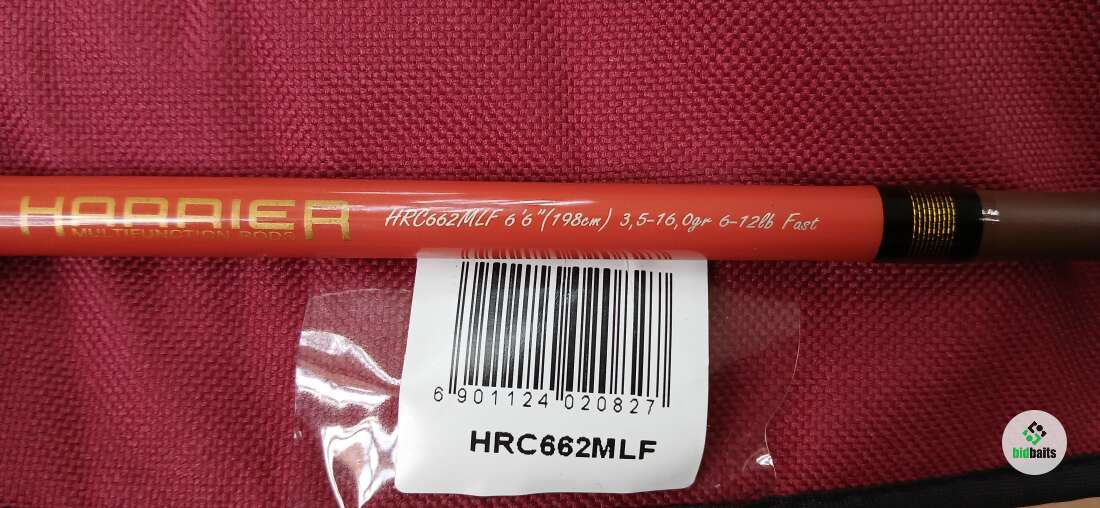 HARRIER
MULTIFUNCTION RODS
HRC662MLF 6'6"(198cm) 3,5-16,0gr 6-12lb Fast
6 901124 020827
HRC662MLF
bidbaits